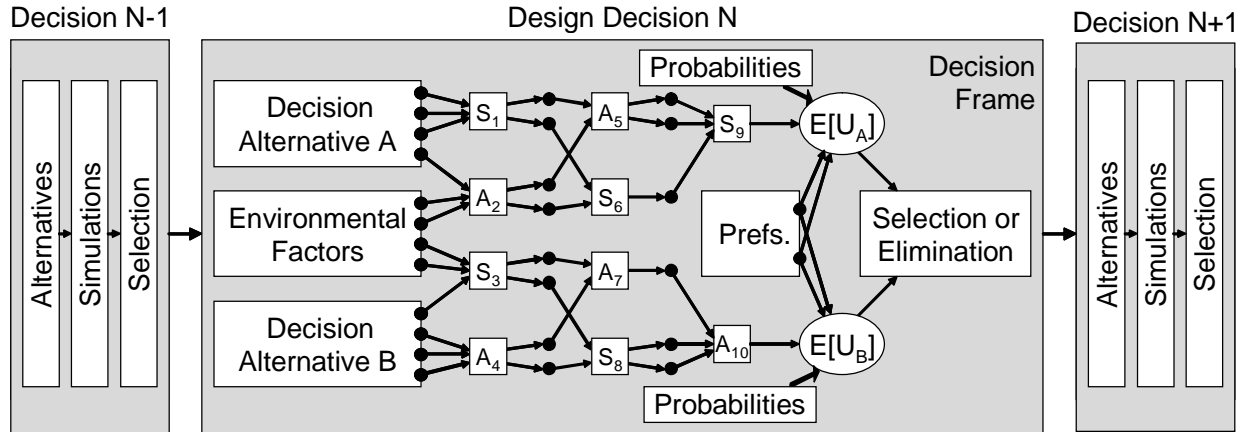 Decision N-1
Design Decision N
Decision N+1
Alternatives
Simulations
Selection
Decision
Alternative A
Environmental
Factors
Decision
Alternative B
S1
A2
S3
A4
A5
S6
A7
S8
S9
A10
Probabilities
E[UA]
Prefs.
E[UB]
Probabilities
Decision
Frame
Selection or
Elimination
Alternatives
Simulations
Selection